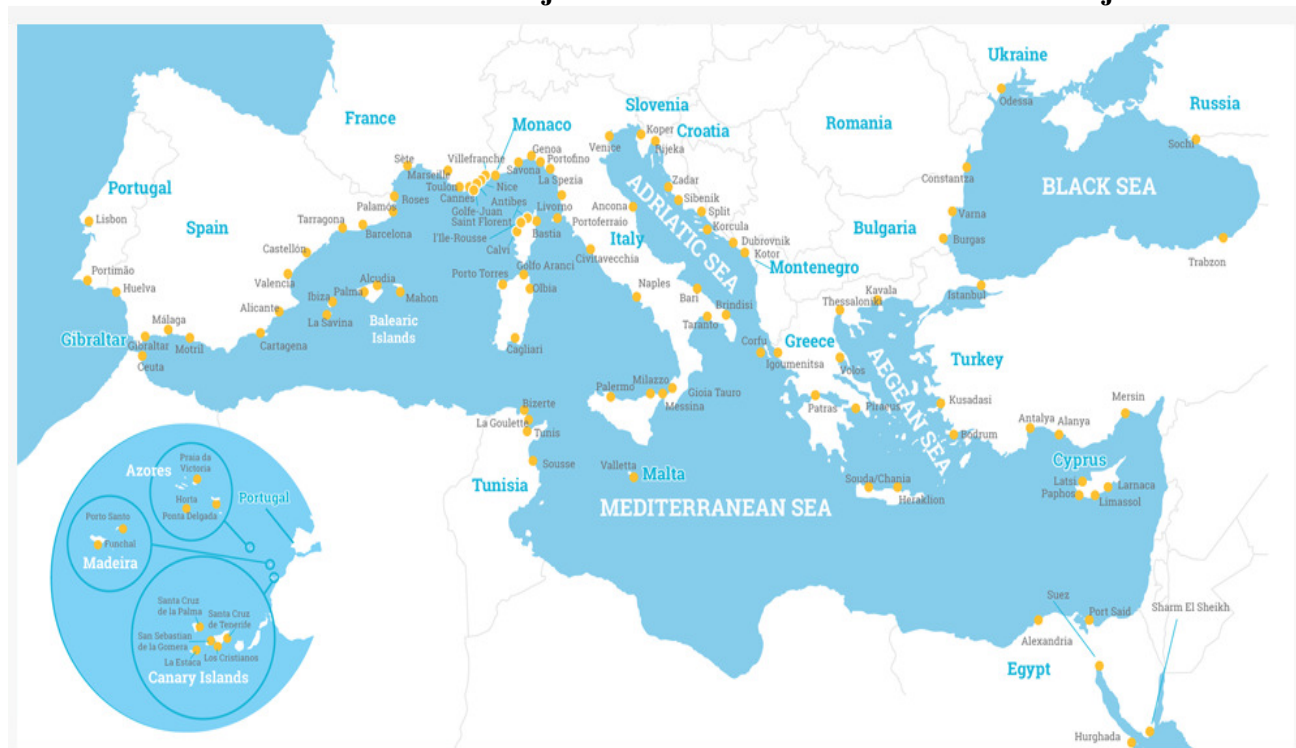 Ukraine
Odessa
Russia
Sochi
Slovenia
Koper
Croatia
Rijeka
Romania
Constantza
BLACK SEA
France
Monaco
Venice
Genoa
Villefranche
Portofino
Savona
La Spezia
Sète
Marseille
Toulon
Cannes
Nice
Antibes
Golfe-Juan
Saint Florent
Livorno
Portoferraio
l'Ile-Rousse
Bastia
Calvi
Roses
Palamós
Zadar
Sibenik
Split
Korcula
Dubrovnik
Kotor
Ancona
ADRIATIC SEA
Montenegro
Bulgaria
Varna
Burgas
Trabzon
Portugal
Lisbon
Spain
Tarragona
Barcelona
Castellón
Valencia
Alicante
Cartagena
Portimão
Huelva
Gibraltar
Gibraltar
Málaga
Motril
Ceuta
Alcudia
Palma
Ibiza
Mahon
La Savina
Balearic
Islands
Italy
Civitavecchia
Golfo Aranci
Porto Torres
Olbia
Cagliari
Naples
Bari
Brindisi
Taranto
Kavala
Thessaloniki
Istanbul
Corfu
Greece
Igoumenitsa
Volos
AEGEAN SEA
Turkey
Palermo
Milazzo
Gioia Tauro
Messina
Patras
Piraeus
Kusadasi
Bodrum
Antalya
Alanya
Mersin
Bizerte
La Goulette
Tunis
Sousse
Tunisia
Valletta
Malta
MEDITERRANEAN SEA
Souda/Chania
Heraklion
Cyprus
Latsi
Paphos
Larnaca
Limassol
Azores
Praia da
Victoria
Horta
Ponta Delgada
Portugal
Porto Santo
Funchal
Madeira
Santa Cruz
de la Palma
Santa Cruz
de Tenerife
San Sebastian
de la Gomera
La Estaca
Los Cristianos
Canary Islands
Suez
Port Said
Sharm El Sheikh
Alexandria
Egypt
Hurghada